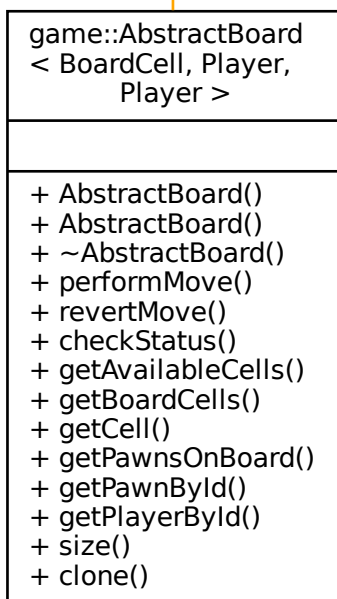 game::AbstractBoard
< BoardCell, Player,
Player >
+ AbstractBoard()
+ AbstractBoard()
+ ~AbstractBoard()
+ performMove()
+ revertMove()
+ checkStatus()
+ getAvailableCells()
+ getBoardCells()
+ getCell()
+ getPawnsOnBoard()
+ getPawnById()
+ getPlayerById()
+ size()
+ clone()